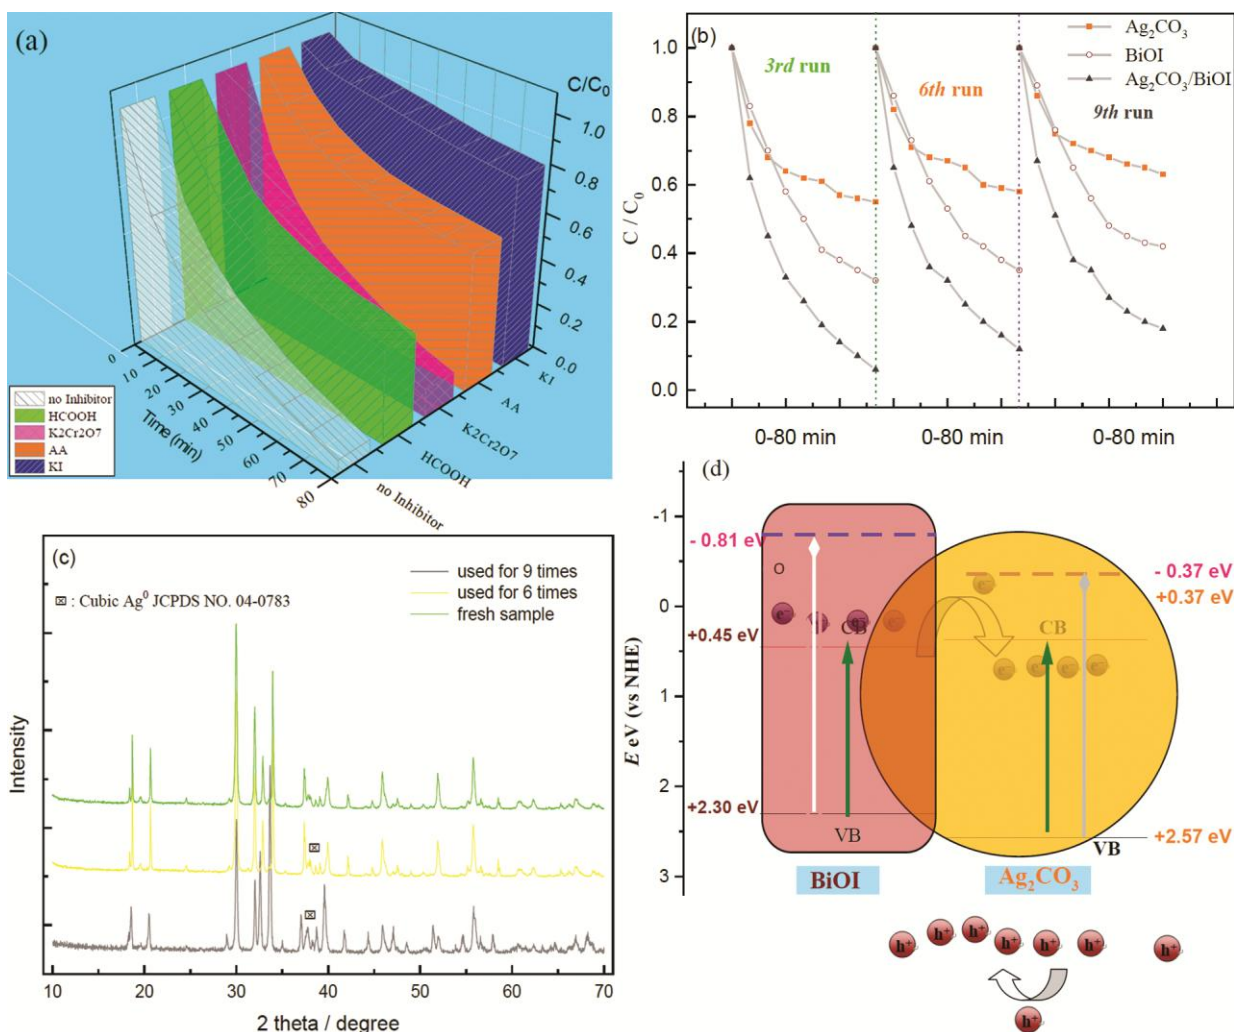 (a)
C/C0
1.0
0.8
0.6
0.4
0.2
0.0
KI
AA
K2Cr2O7
HCOOH
no Inhibitor
0
10
20
30
40
50
60
70
80
Time (min)
no Inhibitor
HCOOH
K2Cr2O7
AA
KI
(b)
Ag2CO3
BiOI
Ag2CO3/BiOI
3rd run
6th run
9th run
1.0
0.8
0.6
0.4
0.2
0.0
C / C0
0-80 min
0-80 min
0-80 min
(c)
used for 9 times
used for 6 times
fresh sample
: Cubic Ag0 JCPDS NO. 04-0783
Intensity
10
20
30
40
50
60
70
2 theta / degree
(d)
E eV (vs NHE)
-1
0
1
2
3
- 0.81 eV
O
+0.45 eV
+2.30 eV
CB
VB
BiOI
- 0.37 eV
+0.37 eV
CB
+2.57 eV
VB
Ag2CO3
e-
e-
e-
e-
e-
e-
e-
e-
h+
h+
h+
h+
h+
h+
h+
h+